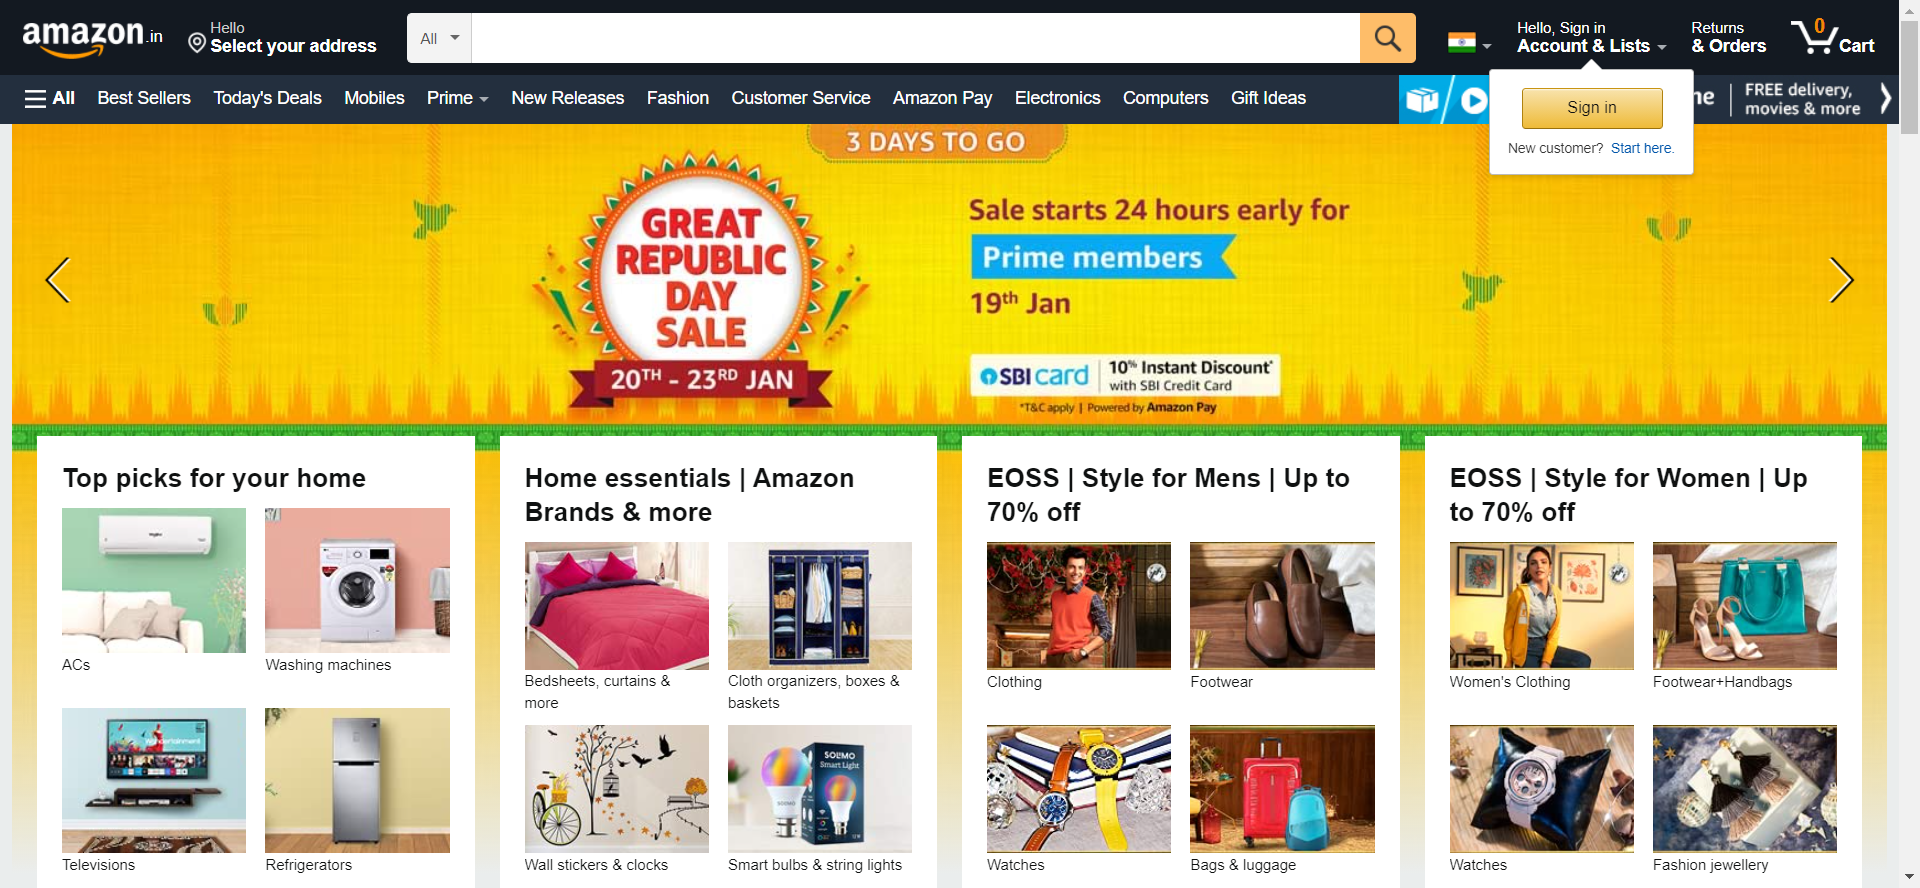 amazon.in
Hello
Select your address
All
Hello, Sign in
Account & Lists
Returns
& Orders
0
Cart
All
Best Sellers
Today's Deals
Mobiles
Prime
New Releases
Fashion
Customer Service
Amazon Pay
Electronics
Computers
Gift Ideas
FREE delivery,
movies & more
Sign in
New customer? Start here.
3 DAYS TO GO
GREAT
REPUBLIC
DAY
SALE
20TH - 23RD JAN
Sale starts 24 hours early for
Prime members
19th Jan
SBI card
10% Instant Discount*
with SBI Credit Card
*T&C apply | Powered by Amazon Pay
Top picks for your home
ACs
Washing machines
Televisions
Refrigerators
Home essentials | Amazon
Brands & more
Bedsheets, curtains &
more
Cloth organizers, boxes &
baskets
SOLIMO
Smart Light
SOLIMO
Wall stickers & clocks
Smart bulbs & string lights
EOSS | Style for Mens | Up to
70% off
Clothing
Footwear
Watches
Bags & luggage
EOSS | Style for Women | Up
to 70% off
Women's Clothing
Footwear+Handbags
Watches
Fashion jewellery